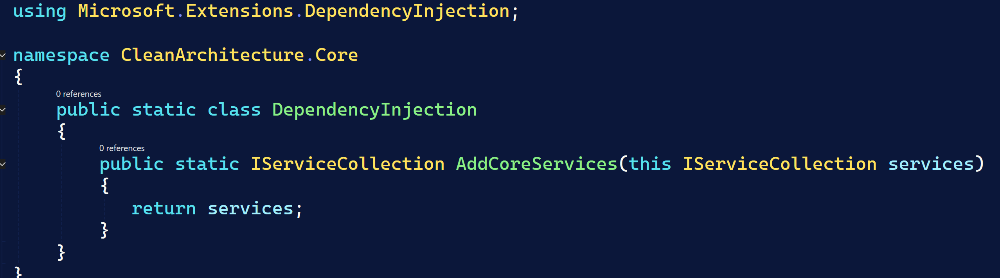 using Microsoft.Extensions.DependencyInjection;
namespace CleanArchitecture.Core
{
0 references
public static class DependencyInjection
{
0 references
public static IServiceCollection AddCoreServices(this IServiceCollection services)
{
return services;
}
}
}